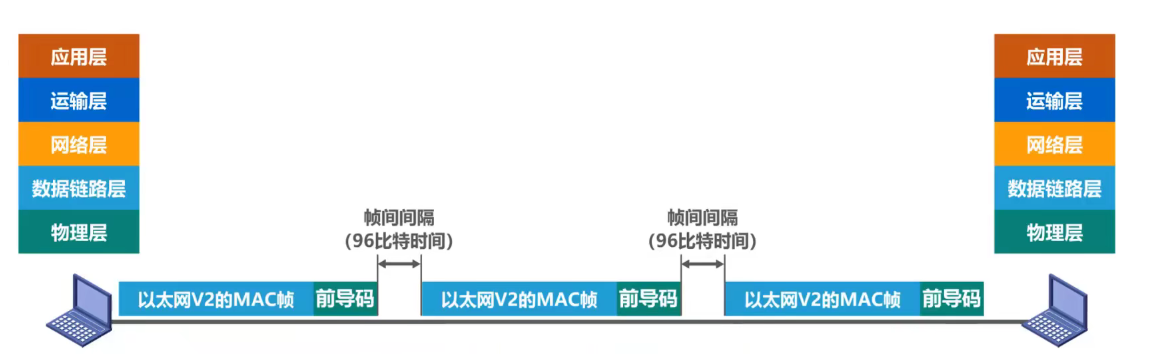 应用层
运输层
网络层
数据链路层
物理层
应用层
运输层
网络层
数据链路层
物理层
帧间间隔
（96比特时间）
帧间间隔
（96比特时间）
以太网V2的MAC帧
前导码
以太网V2的MAC帧
前导码
以太网V2的MAC帧
前导码